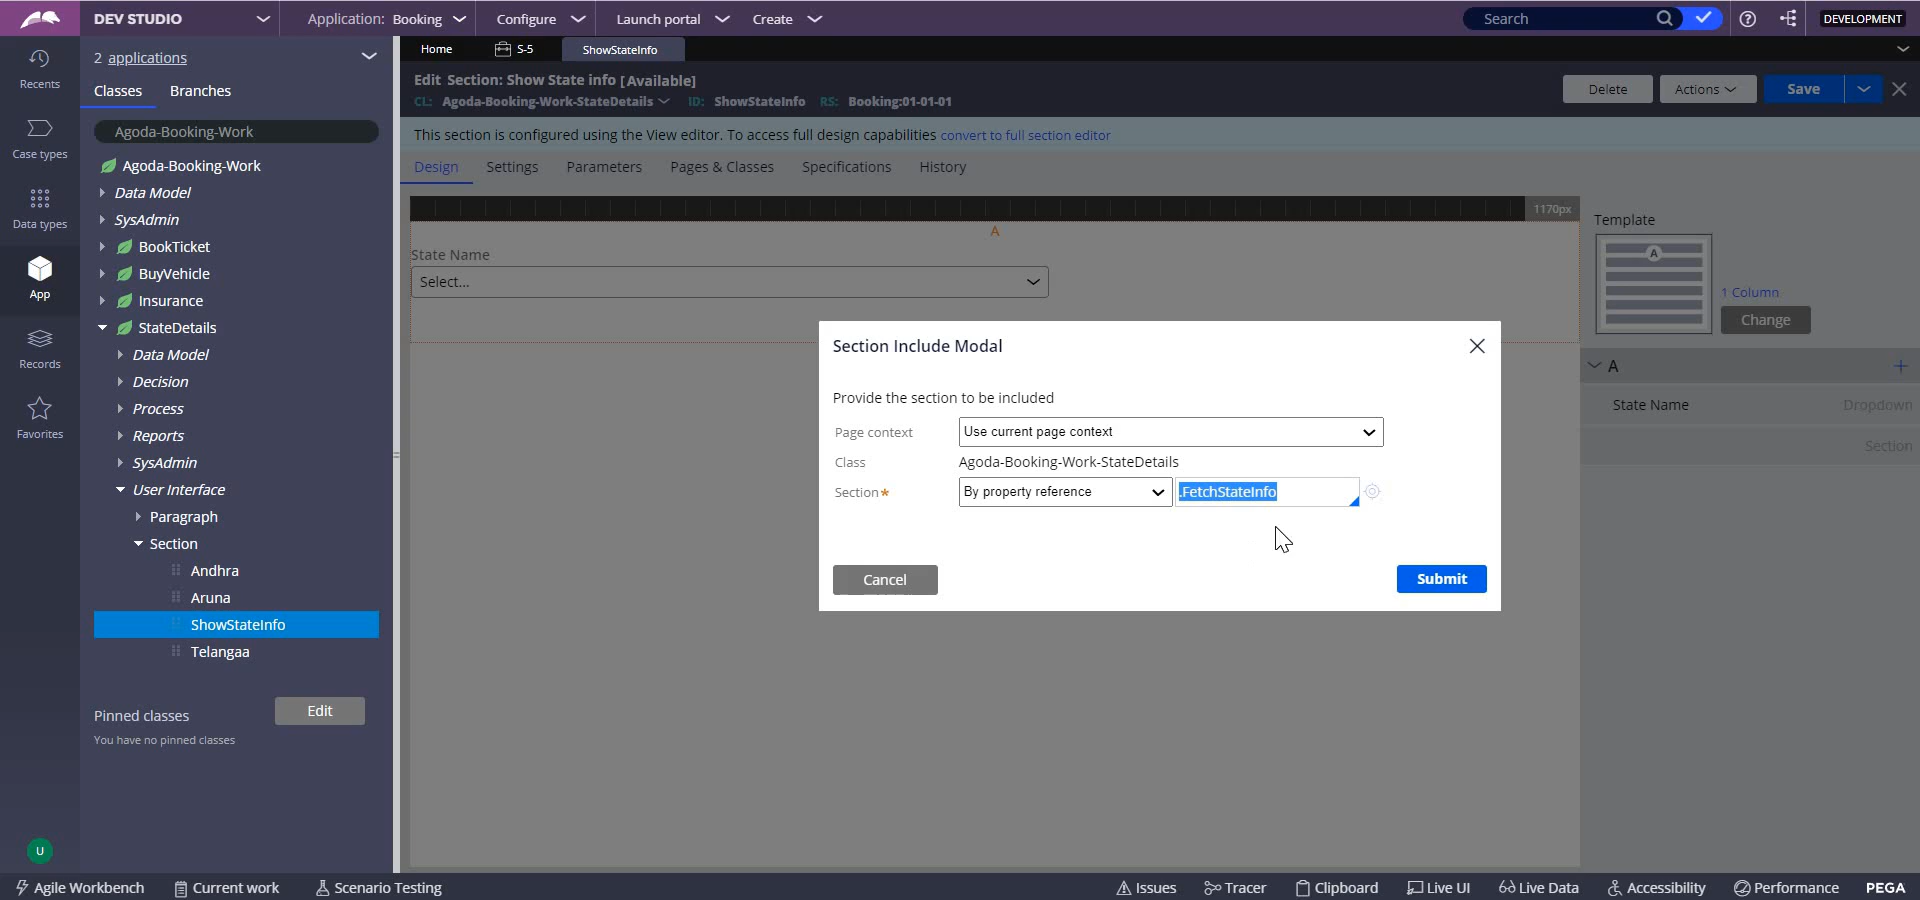 DEV STUDIO
Application: Booking
Configure
Launch portal
Create
Search
DEVELOPMENT
Recents
Case types
Data types
App
Records
Favorites
U
2 applications
Classes
Branches
Agoda-Booking-Work
Agoda-Booking-Work
Data Model
SysAdmin
BookTicket
BuyVehicle
Insurance
StateDetails
Data Model
Decision
Process
Reports
SysAdmin
User Interface
Paragraph
Section
Andhra
Aruna
ShowStateInfo
Telangaa
Pinned classes
Edit
You have no pinned classes
Home
S-5
ShowStateInfo
Edit Section: Show State info [Available]
CL: Agoda-Booking-Work-StateDetails ID: ShowStateInfo RS: Booking:01-01-01
Delete
Actions
Save
This section is configured using the View editor. To access full design capabilities convert to full section editor
Design
Settings
Parameters
Pages & Classes
Specifications
History
1170px
A
State Name
Select...
Template
A
1 Column
Change
A
State Name
Dropdown
Section
Section Include Modal
Provide the section to be included
Page context
Use current page context
Class
Agoda-Booking-Work-StateDetails
Section*
By property reference
.FetchStateInfo
Cancel
Submit
Agile Workbench
Current work
Scenario Testing
Issues
Tracer
Clipboard
Live UI
Live Data
Accessibility
Performance
PEGA